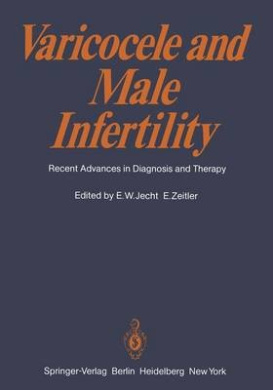 Varicocele and
Male
Infertility
Recent Advances in Diagnosis and Therapy
Edited by E.W.Jecht E.Zeitler
Springer-Verlag Berlin Heidelberg New York